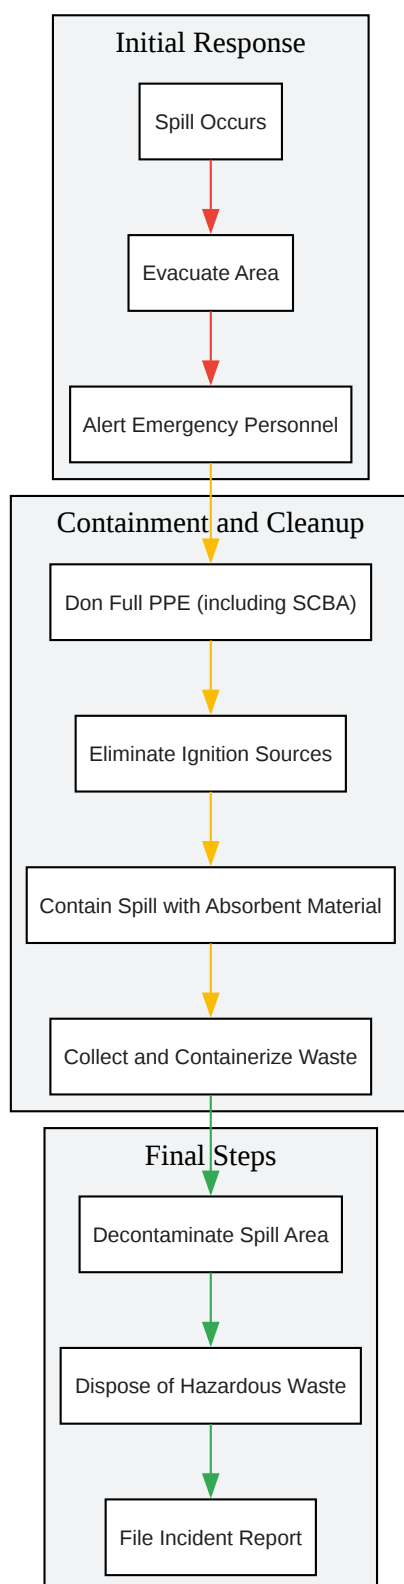 Initial Response
Spill Occurs
Evacuate Area
Alert Emergency Personnel
Containment and Cleanup
Don Full PPE (including SCBA)
Eliminate Ignition Sources
Contain Spill with Absorbent Material
Collect and Containerize Waste
Final Steps
Decontaminate Spill Area
Dispose of Hazardous Waste
File Incident Report